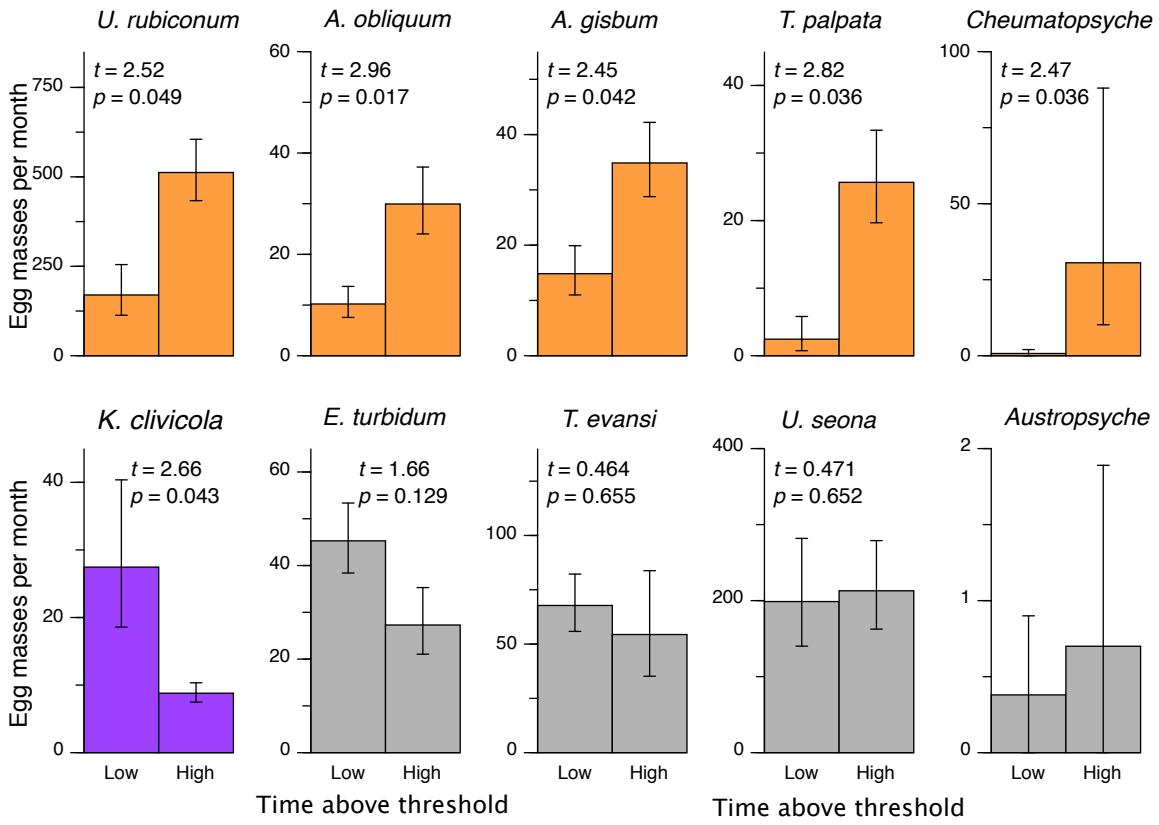 U. rubiconum
A. obliquum
A. gisbum
T. palpata
Cheumatopsyche
Egg masses per month
750
500
250
0
t = 2.52
p = 0.049
60
40
20
0
t = 2.96
p = 0.017
40
20
0
t = 2.45
p = 0.042
40
20
0
t = 2.82
p = 0.036
100
50
0
t = 2.47
p = 0.036
K. clivicola
E. turbidum
T. evansi
U. seona
Austropsyche
Egg masses per month
40
20
0
t = 2.66
p = 0.043
Low High
60
40
20
0
t = 1.66
p = 0.129
Low High
100
50
0
t = 0.464
p = 0.655
Low High
400
200
0
t = 0.471
p = 0.652
Low High
2
1
0
Low High
Time above threshold
Time above threshold